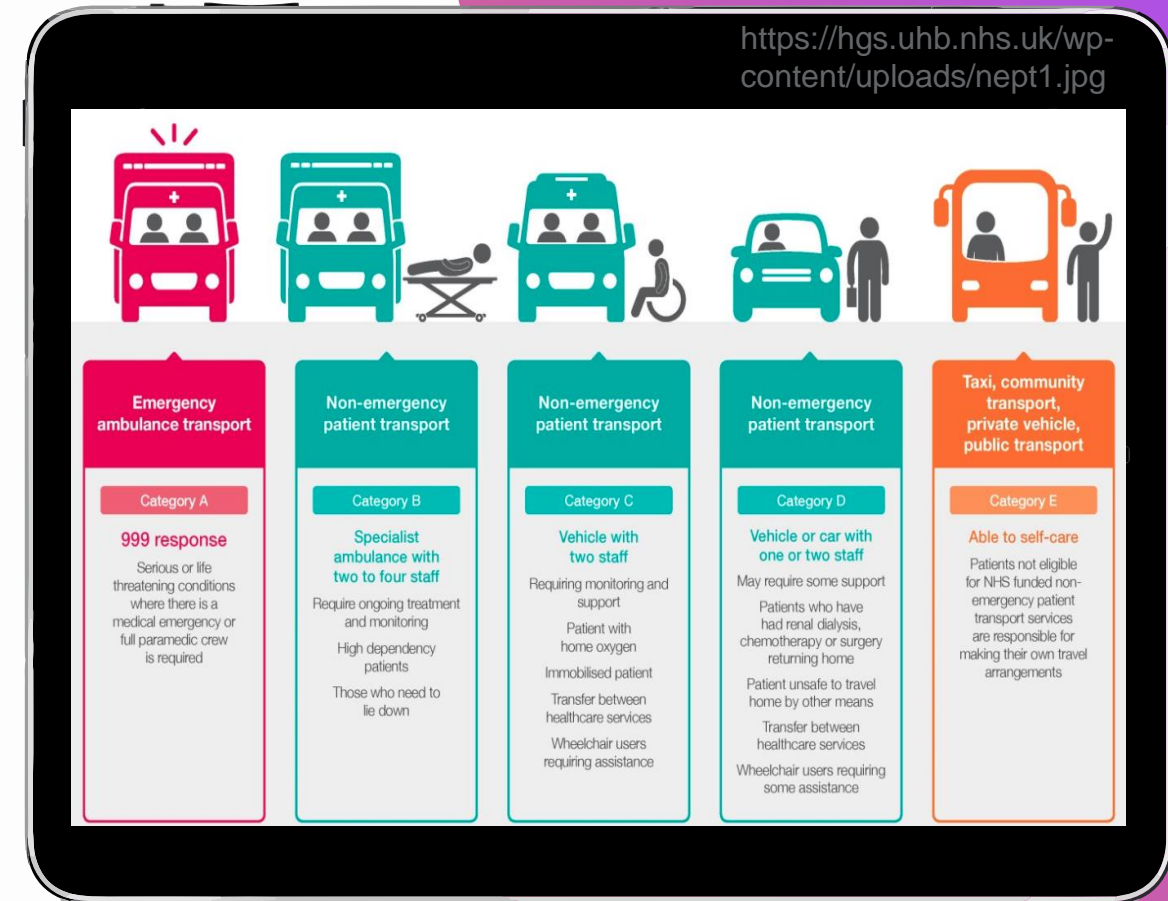 https://hgs.uhb.nhs.uk/wp-
content/uploads/nept1.jpg
Emergency
ambulance transport
Category A
999 response
Serious or life
threatening conditions
where there is a
medical emergency or
full paramedic crew
is required
Non-emergency
patient transport
Category B
Specialist
ambulance with
two to four staff
Require ongoing treatment
and monitoring
High dependency
patients
Those who need to
lie down
Non-emergency
patient transport
Category C
Vehicle with
two staff
Requiring monitoring and
support
Patient with
home oxygen
Immobilised patient
Transfer between
healthcare services
Wheelchair users
requiring assistance
Non-emergency
patient transport
Category D
Vehicle or car with
one or two staff
May require some support
Patients who have
had renal dialysis,
chemotherapy or surgery
returning home
Patient unsafe to travel
home by other means
Transfer between
healthcare services
Wheelchair users requiring
some assistance
Taxi, community
transport,
private vehicle,
public transport
Category E
Able to self-care
Patients not eligible
for NHS funded non-
emergency patient
transport services
are responsible for
making their own travel
arrangements